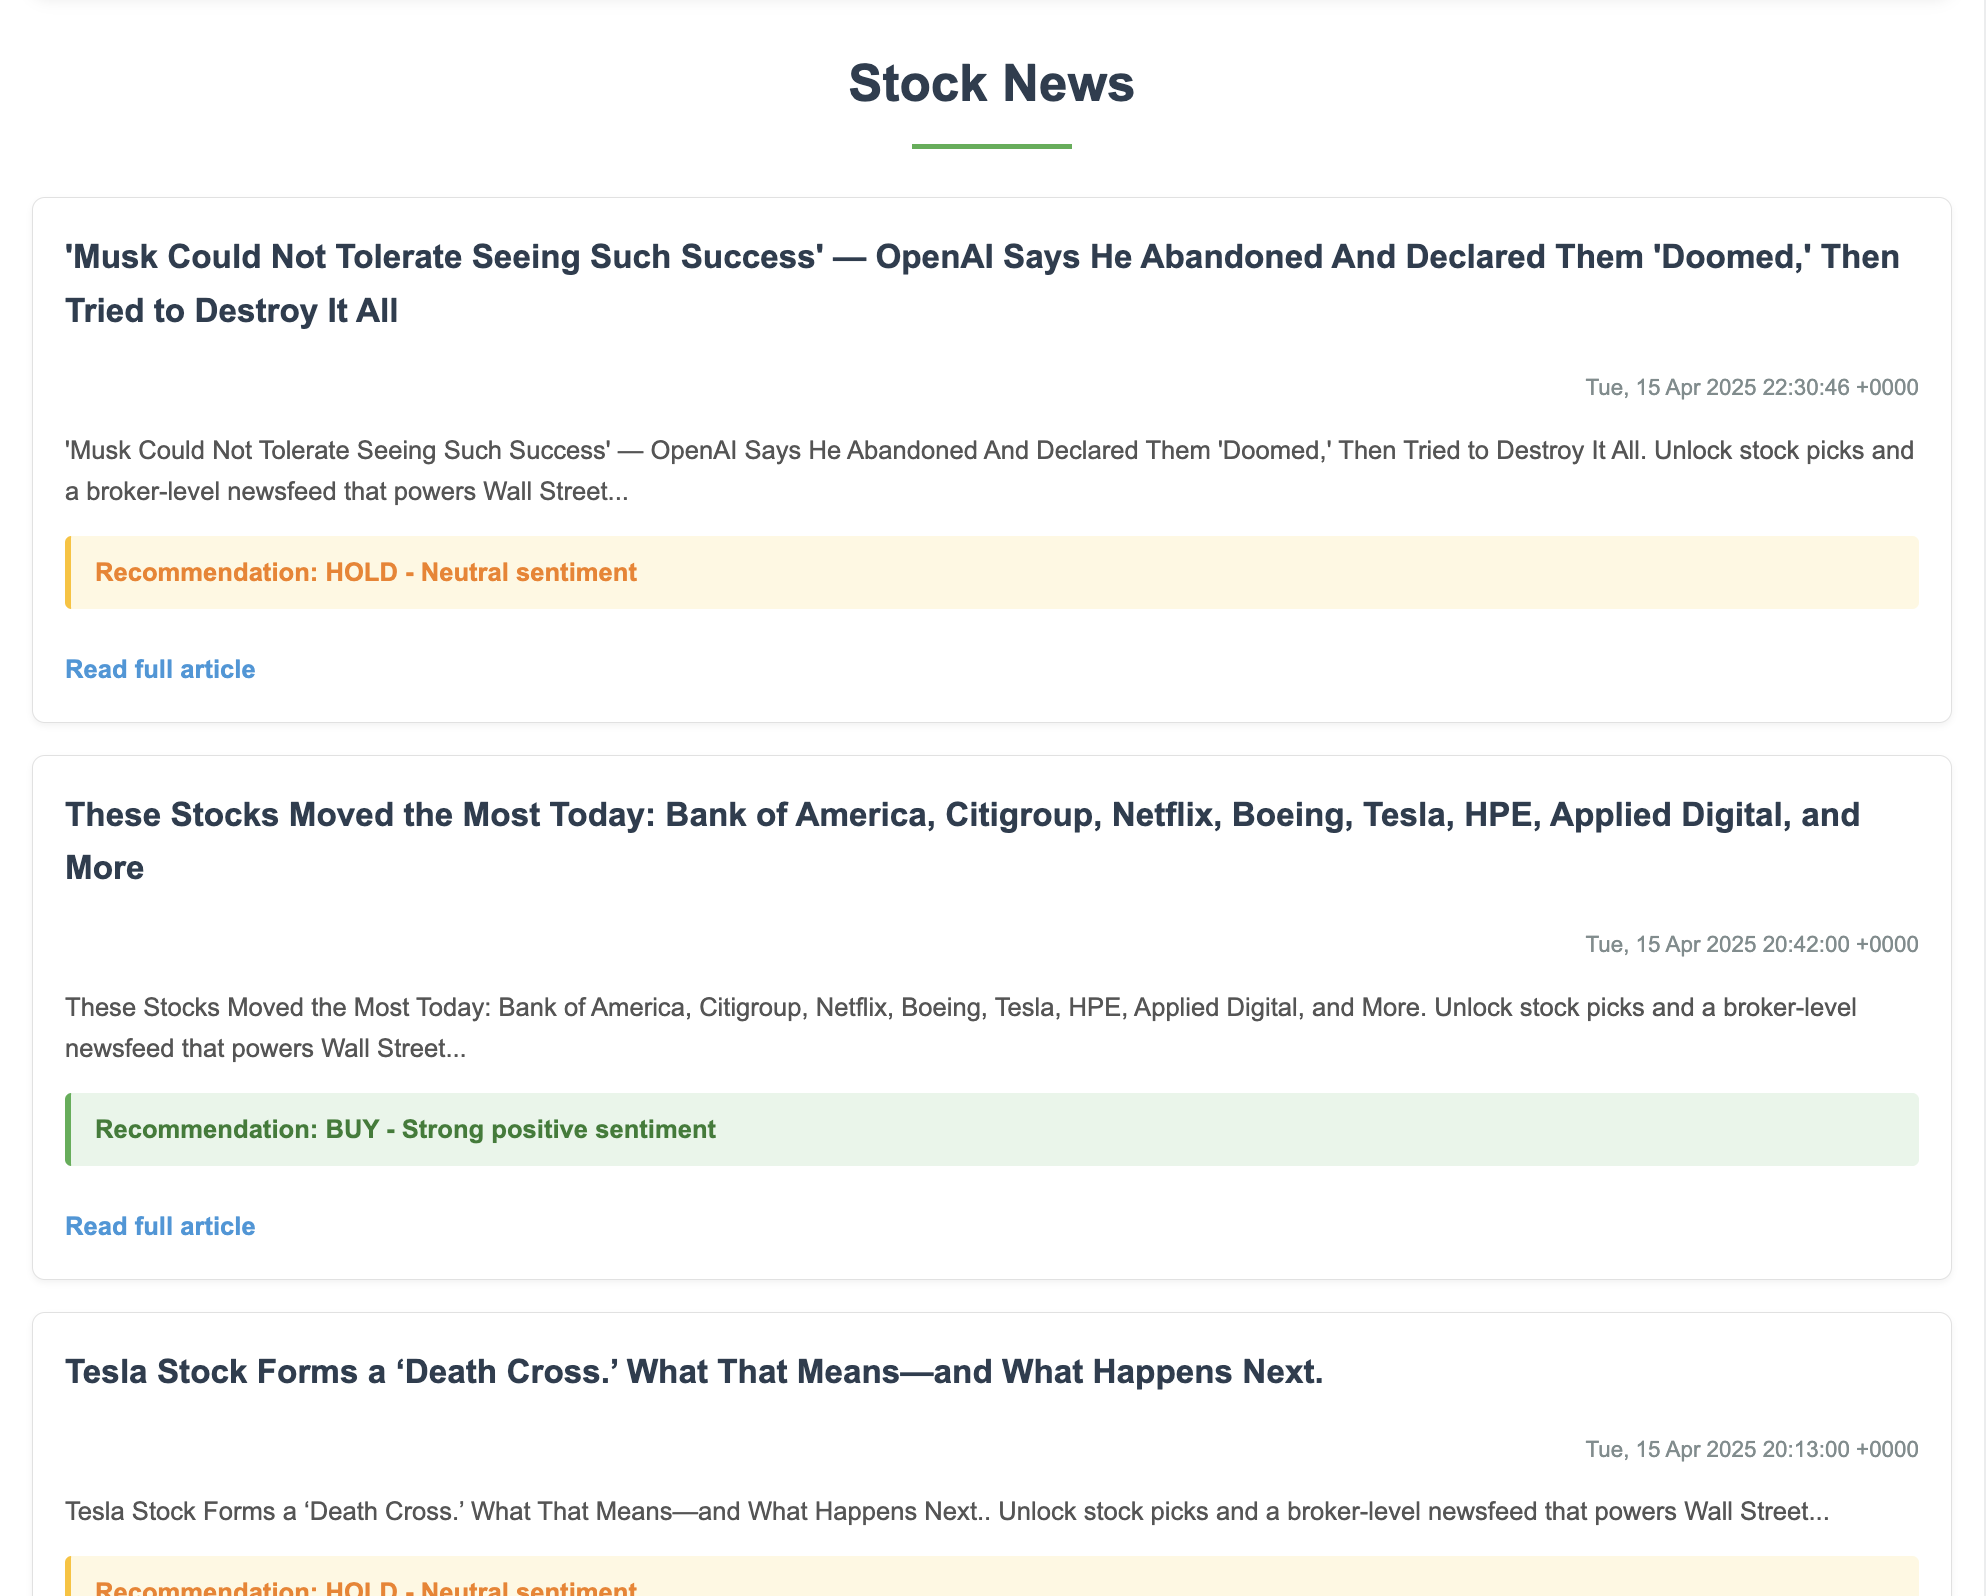 Stock News
'Musk Could Not Tolerate Seeing Such Success' — OpenAI Says He Abandoned And Declared Them 'Doomed,' Then
Tried to Destroy It All
Tue, 15 Apr 2025 22:30:46 +0000
'Musk Could Not Tolerate Seeing Such Success' — OpenAI Says He Abandoned And Declared Them 'Doomed,' Then Tried to Destroy It All. Unlock stock picks and
a broker-level newsfeed that powers Wall Street...
Recommendation: HOLD - Neutral sentiment
Read full article
These Stocks Moved the Most Today: Bank of America, Citigroup, Netflix, Boeing, Tesla, HPE, Applied Digital, and
More
Tue, 15 Apr 2025 20:42:00 +0000
These Stocks Moved the Most Today: Bank of America, Citigroup, Netflix, Boeing, Tesla, HPE, Applied Digital, and More. Unlock stock picks and a broker-level
newsfeed that powers Wall Street...
Recommendation: BUY - Strong positive sentiment
Read full article
Tesla Stock Forms a ‘Death Cross.’ What That Means—and What Happens Next.
Tue, 15 Apr 2025 20:13:00 +0000
Tesla Stock Forms a ‘Death Cross.’ What That Means—and What Happens Next.. Unlock stock picks and a broker-level newsfeed that powers Wall Street...
Recommendation: HOLD - Neutral sentiment